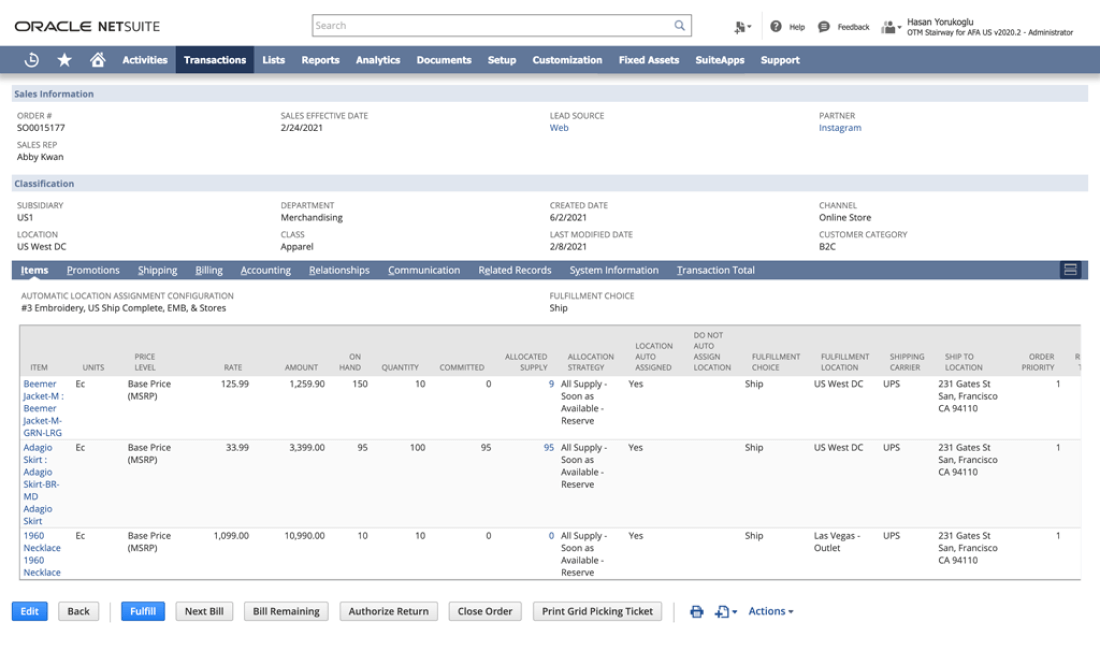 ORACLE NETSUITE
Search
Help
Feedback
Hasan Yorukoglu
OTM Stairway for AFA US v2020.2 - Administrator
Activities Transactions Lists Reports Analytics Documents Setup Customization Fixed Assets SuiteApps Support
Sales Information
ORDER # SALES EFFECTIVE DATE LEAD SOURCE PARTNER
SO0015177 2/24/2021 Web Instagram
SALES REP
Abby Kwan
Classification
SUBSIDIARY DEPARTMENT CREATED DATE CHANNEL
US1 Merchandising 6/2/2021 Online Store
LOCATION CLASS LAST MODIFIED DATE CUSTOMER CATEGORY
US West DC Apparel 2/8/2021 B2C
Items Promotions Shipping Billing Accounting Relationships Communication Related Records System Information Transaction Total
AUTOMATIC LOCATION ASSIGNMENT CONFIGURATION FULFILLMENT CHOICE
#3 Embroidery, US Ship Complete, EMB, & Stores Ship
DO NOT
LOCATION AUTO
PRICE ON ALLOCATED ALLOCATION AUTO ASSIGN FULFILLMENT FULFILLMENT SHIPPING SHIP TO ORDER R
ITEM UNITS LEVEL RATE AMOUNT HAND QUANTITY COMMITTED SUPPLY STRATEGY ASSIGNED LOCATION CHOICE LOCATION CARRIER LOCATION PRIORITY
Beemer Ec Base Price 125.99 1,259.90 150 10 0 9 All Supply - Yes Ship US West DC UPS 231 Gates St 1
Jacket-M : (MSRP) Soon as San, Francisco
Beemer Available - CA 94110
Jacket-M- Reserve
GRN-LRG
Adagio Ec Base Price 33.99 3,399.00 95 100 95 95 All Supply - Yes Ship US West DC UPS 231 Gates St 1
Skirt : (MSRP) Soon as San, Francisco
Adagio Available - CA 94110
Skirt-BR- Reserve
MD
Adagio
Skirt
1960 Ec Base Price 1,099.00 10,990.00 10 10 0 0 All Supply - Yes Ship Las Vegas - UPS 231 Gates St 1
Necklace (MSRP) Soon as Outlet San, Francisco
1960 Available - CA 94110
Necklace Reserve
Edit Back Fulfill Next Bill Bill Remaining Authorize Return Close Order Print Grid Picking Ticket Actions